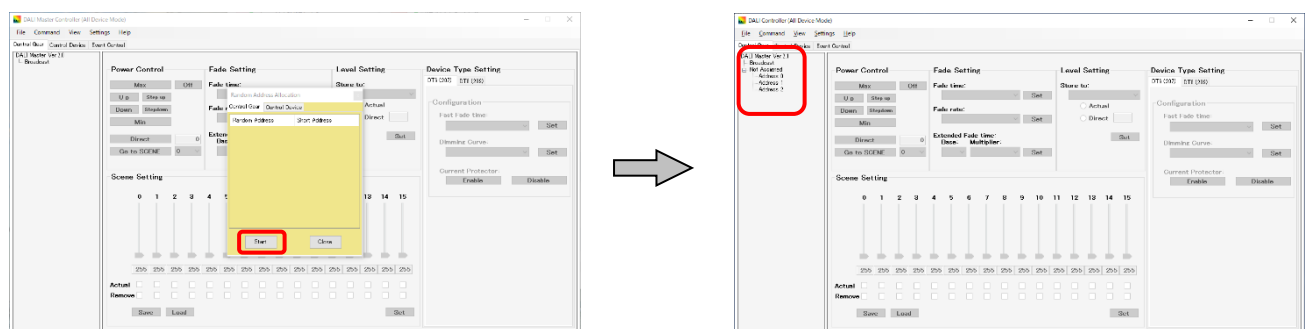 DALI Master Controller (All Device Mode)
File Command View Settings Help
Control Gear Control Device Event Control
DALI Master Ver 2.1
Broadcast
Power Control
Max Off
Up Step up
Down Stepdown
Min
Direct 0
Go to SCENE 0
Fade Setting
Fade time:
Level Setting
Store to:
Actual
Direct
Set
Device Type Setting
DT6 (207) DT8 (209)
Configuration
Fast Fade time:
Set
Dimming Curve:
Set
Current Protector:
Enable Disable
Random Address Allocation
Control Gear Control Device
Random Address Short Address
Start Close
Scene Setting
0 1 2 3 4 13 14 15
255 255 255 255 255 255 255 255 255 255 255 255 255 255 255 255
Actual
Remove
Save Load Set
DALI Controller (All Device Mode)
File Command View Settings Help
DALI Master Ver 2.1
Broadcast
Not Assigned
Address 0
Address 1
Address 2
Power Control
Max Off
Up Step up
Down Stepdown
Min
Direct 0
Go to SCENE 0
Fade Setting
Fade time:
Set
Fade rate:
Set
Extended Fade time:
Base: Multiplier:
Set
Level Setting
Store to:
Actual
Direct
Set
Device Type Setting
DT6 (207) DT8 (209)
Configuration
Fast Fade time:
Set
Dimming Curve:
Set
Current Protector:
Enable Disable
Scene Setting
0 1 2 3 4 5 6 7 8 9 10 11 12 13 14 15
255 255 255 255 255 255 255 255 255 255 255 255 255 255 255 255
Actual
Remove
Save Load Set